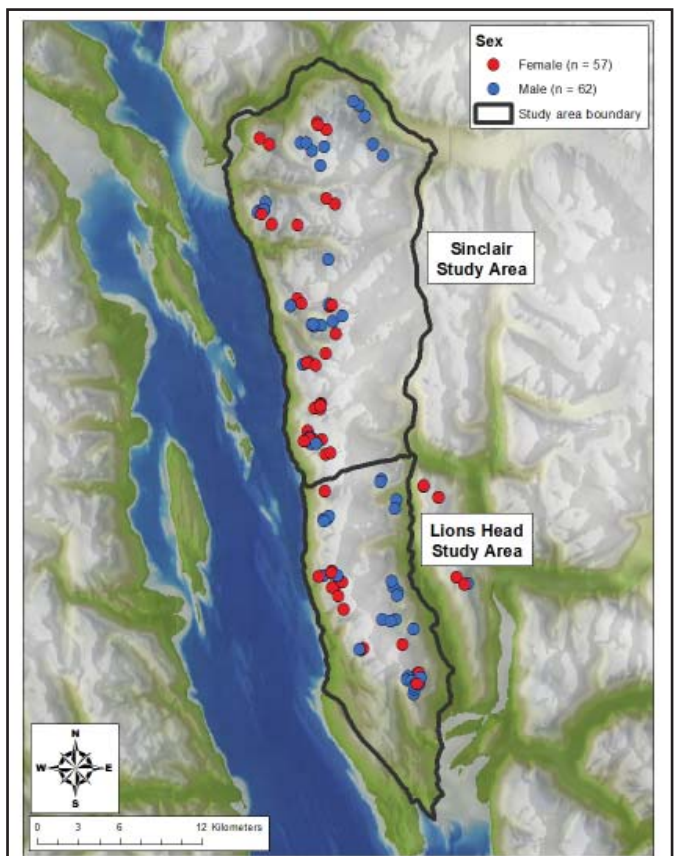 Sex
Female (n = 57)
Male (n = 62)
Study area boundary
Sinclair
Study Area
Lions Head
Study Area
N
W E
S
0 3 6 12 Kilometers